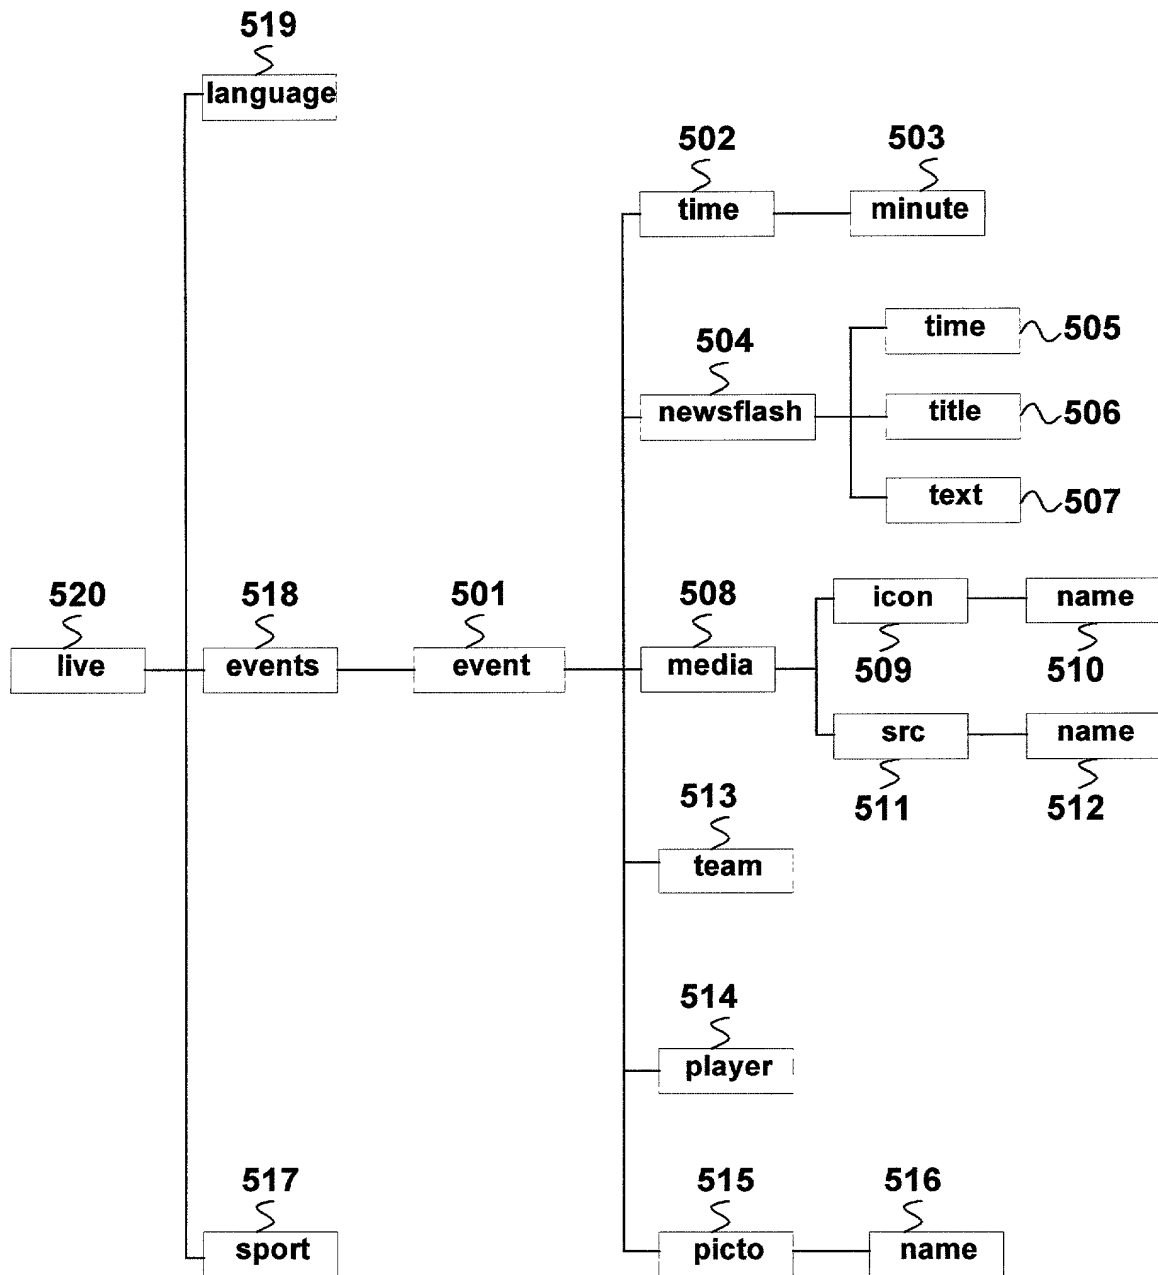 519
language
502
503
time
minute
time
505
504
newsflash
title
506
text
507
520
518
501
508
icon
name
live
events
event
media
509
510
src
name
513
511
512
team
514
player
517
515
516
sport
picto
name